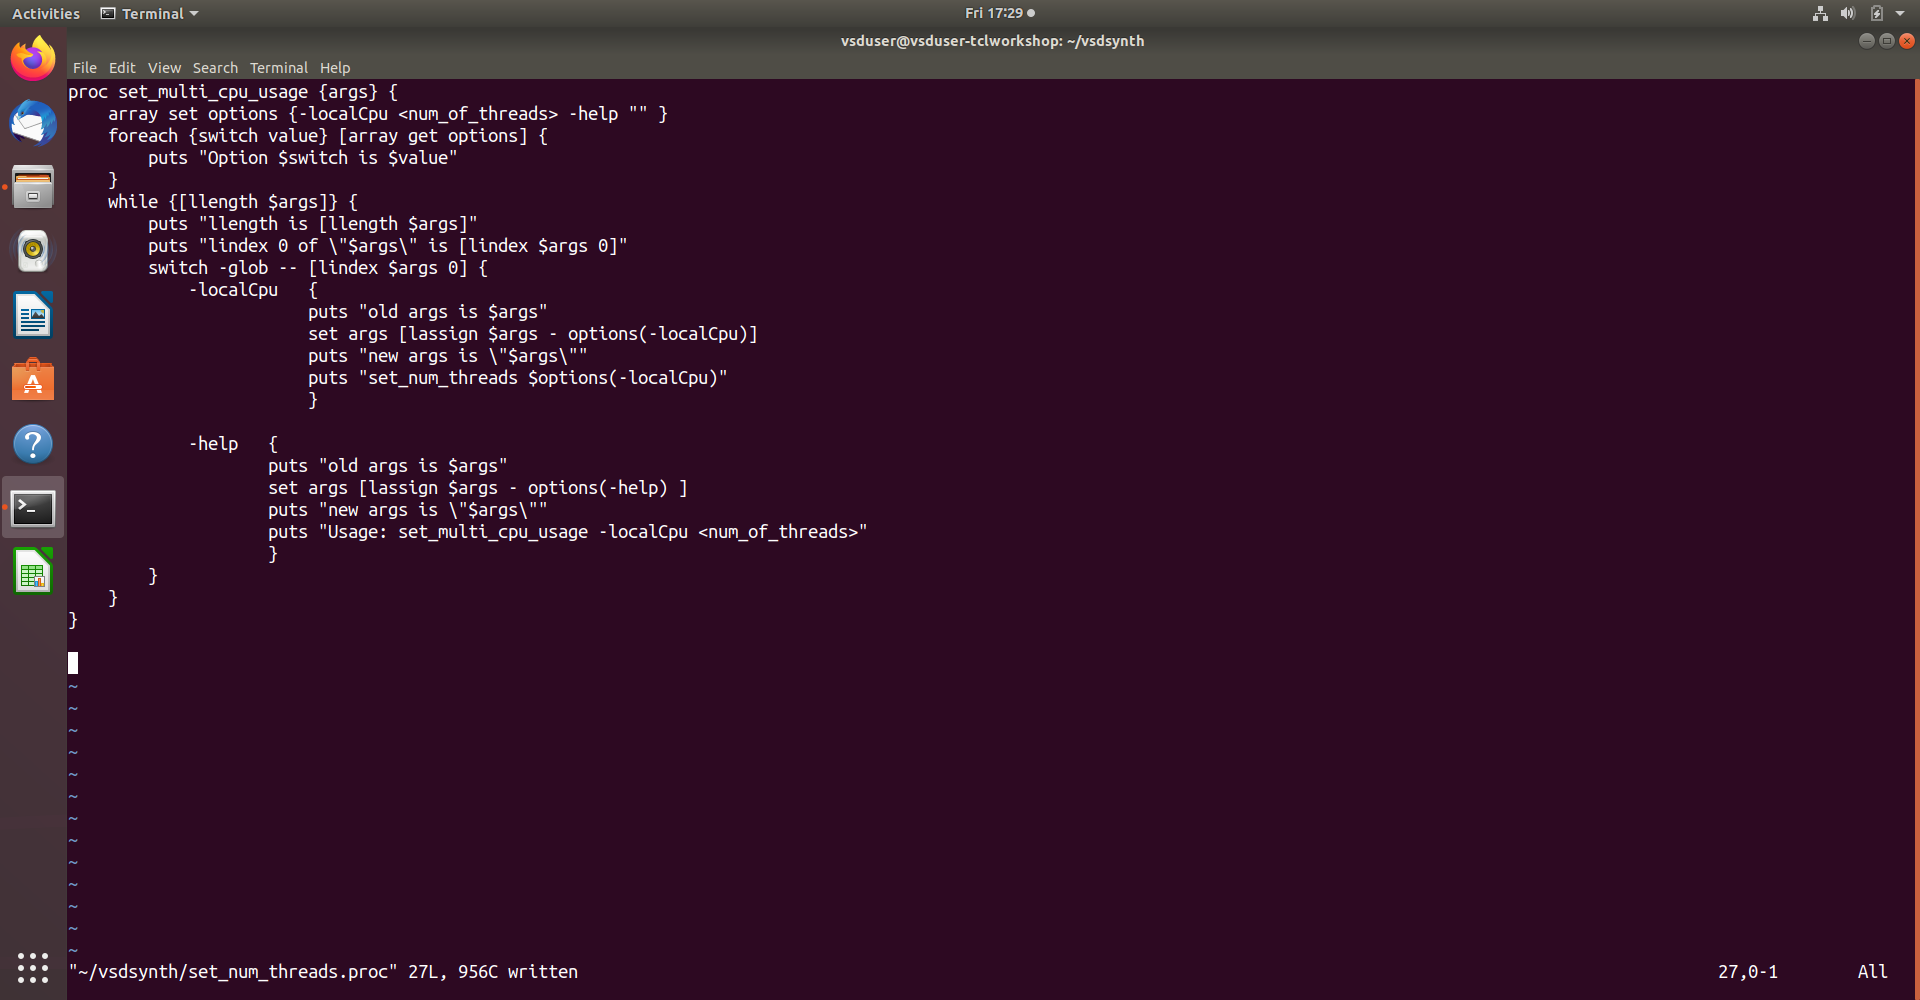 Activities Terminal Fri 17:29
vsduser@vsduser-tclworkshop: ~/vsdsynth
File Edit View Search Terminal Help
proc set_multi_cpu_usage {args} {
    array set options {-localCpu <num_of_threads> -help "" }
    foreach {switch value} [array get options] {
        puts "Option $switch is $value"
    }
    while {[llength $args]} {
        puts "llength is [llength $args]"
        puts "lindex 0 of \"$args\" is [lindex $args 0]"
        switch -glob -- [lindex $args 0] {
            -localCpu   {
                        puts "old args is $args"
                        set args [lassign $args - options(-localCpu)]
                        puts "new args is \"$args\""
                        puts "set_num_threads $options(-localCpu)"
                        }
            -help   {
                    puts "old args is $args"
                    set args [lassign $args - options(-help) ]
                    puts "new args is \"$args\""
                    puts "Usage: set_multi_cpu_usage -localCpu <num_of_threads>"
                    }
        }
    }
}
~
~
~
~
~
~
~
~
~
~
~
~
~
"~/vsdsynth/set_num_threads.proc" 27L, 956C written 27,0-1 All